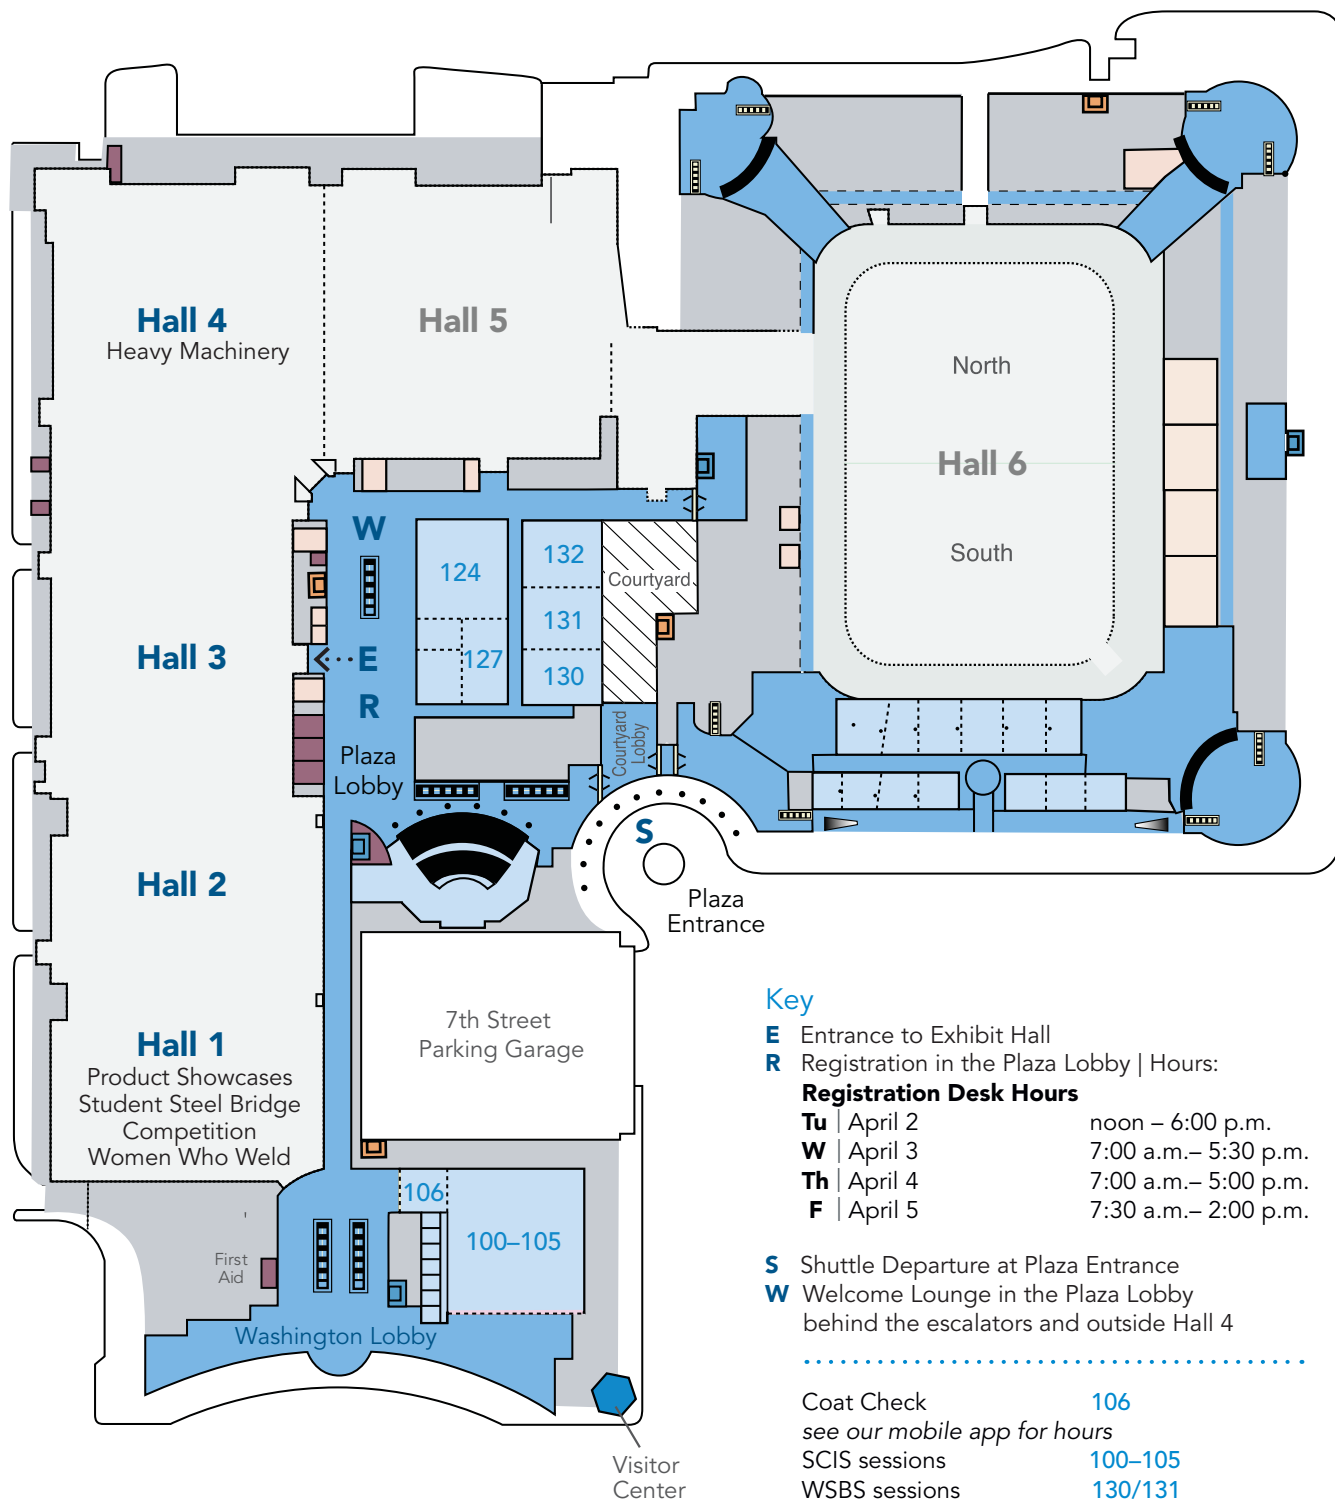 Hall 4
Heavy Machinery
Hall 5
North
Hall 6
South
W
124
132
Courtyard
131
Hall 3
E
127
130
R
Plaza
Lobby
Courtyard
Lobby
S
Hall 2
Plaza
Entrance
7th Street
Parking Garage
Hall 1
Product Showcases
Student Steel Bridge
Competition
Women Who Weld
106
100–105
First
Aid
Washington Lobby
Visitor
Center
Key
E Entrance to Exhibit Hall
R Registration in the Plaza Lobby | Hours:
Registration Desk Hours
Tu | April 2 noon – 6:00 p.m.
W | April 3 7:00 a.m.– 5:30 p.m.
Th | April 4 7:00 a.m.– 5:00 p.m.
F | April 5 7:30 a.m.– 2:00 p.m.
S Shuttle Departure at Plaza Entrance
W Welcome Lounge in the Plaza Lobby
behind the escalators and outside Hall 4
Coat Check 106
see our mobile app for hours
SCIS sessions 100–105
WSBS sessions 130/131